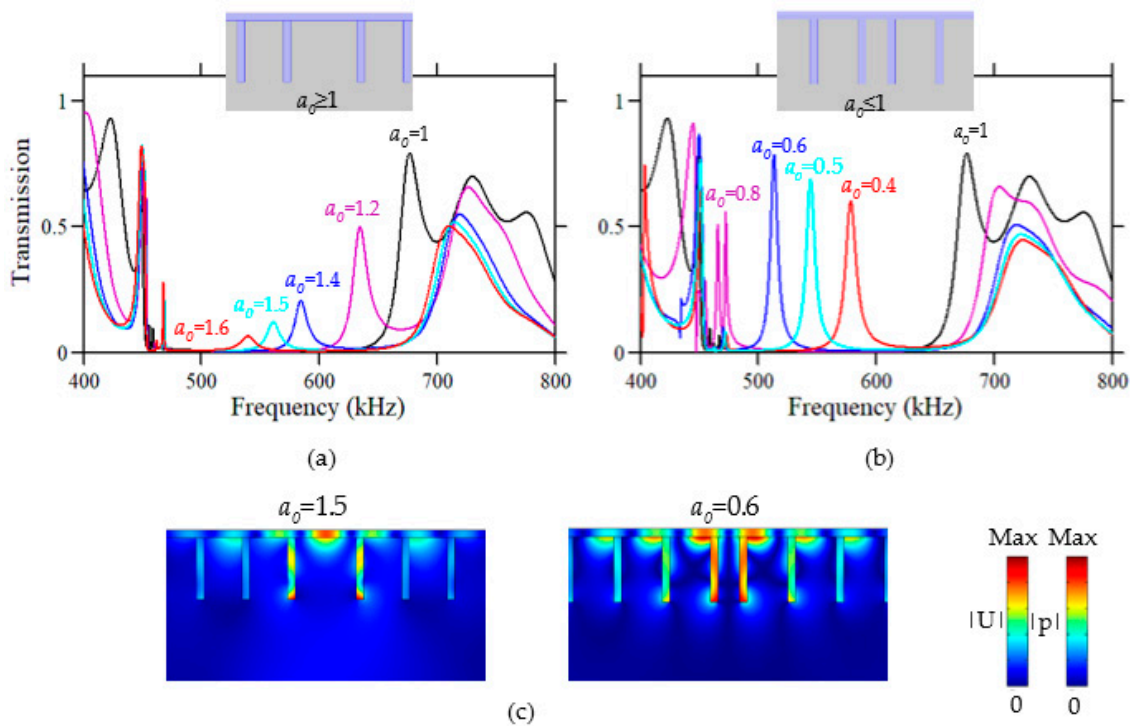 a₀≥1
Transmission
1
0.5
0
a₀=1
a₀=1.2
a₀=1.4
a₀=1.5
a₀=1.6
400 500 600 700 800
Frequency (kHz)
(a)
a₀≤1
1
0.5
0
a₀=1
a₀=0.6
a₀=0.5
a₀=0.4
a₀=0.8
400 500 600 700 800
Frequency (kHz)
(b)
a₀=1.5
a₀=0.6
Max Max
|U| |p|
0 0
(c)